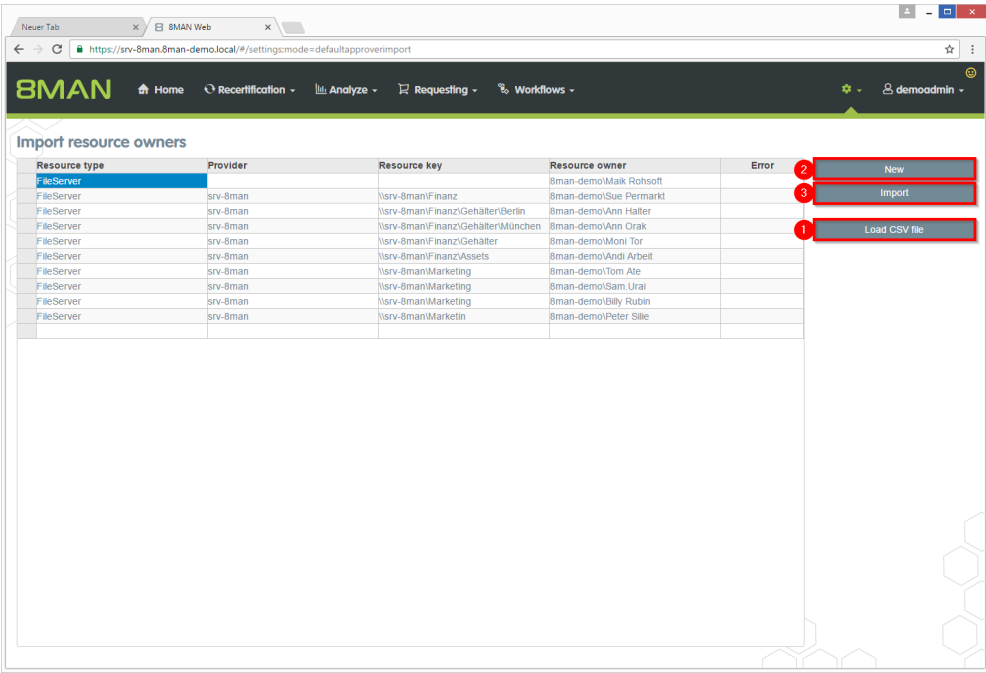 Neuer Tab 8MAN Web
https://srv-8man.8man-demo.local/#/settings;mode=defaultapproverimport
8MAN Home Recertification Analyze Requesting Workflows demoadmin
Import resource owners
Resource type Provider Resource key Resource owner Error
FileServer 8man-demo\Maik Rohsoft
FileServer srv-8man \\srv-8man\Finanz 8man-demo\Sue Permarkt
FileServer srv-8man \\srv-8man\Finanz\Gehälter\Berlin 8man-demo\Ann Halter
FileServer srv-8man \\srv-8man\Finanz\Gehälter\München 8man-demo\Ann Orak
FileServer srv-8man \\srv-8man\Finanz\Gehälter 8man-demo\Moni Tor
FileServer srv-8man \\srv-8man\Finanz\Assets 8man-demo\Andi Arbeit
FileServer srv-8man \\srv-8man\Marketing 8man-demo\Tom Ate
FileServer srv-8man \\srv-8man\Marketing 8man-demo\Sam.Urai
FileServer srv-8man \\srv-8man\Marketing 8man-demo\Billy Rubin
FileServer srv-8man \\srv-8man\Marketin 8man-demo\Peter Silie
2 New
3 Import
1 Load CSV file